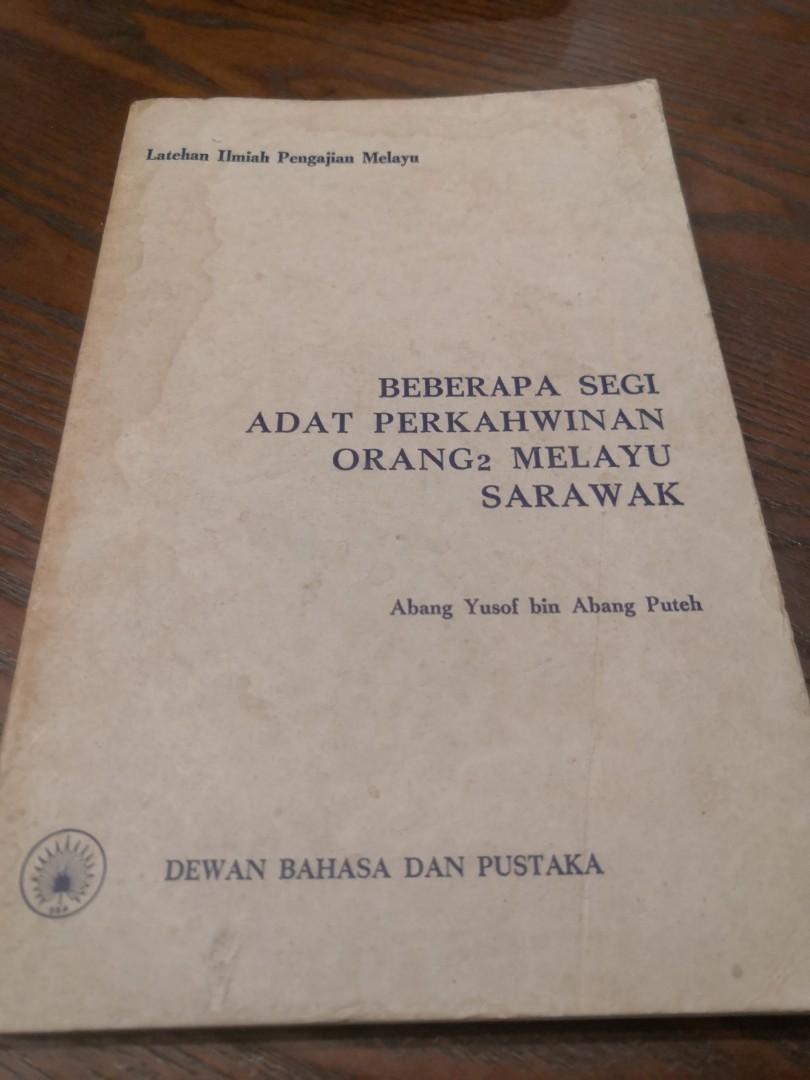 Latehan Ilmiah Pengajian Melayu
BEBERAPA SEGI
ADAT PERKAHWINAN
ORANG2 MELAYU
SARAWAK
Abang Yusof bin Abang Puteh
DEWAN BAHASA DAN PUSTAKA